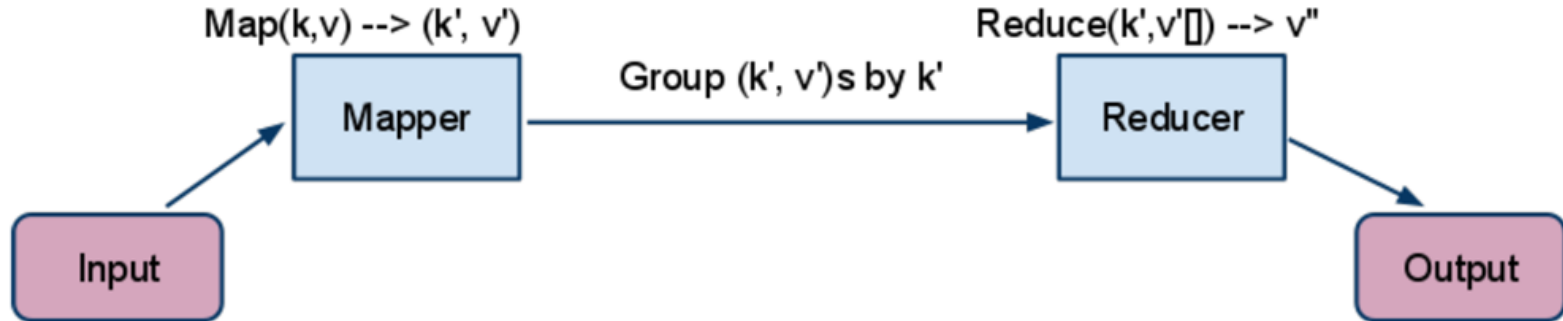 Map(k,v) --> (k', v')
Reduce(k',v'[]) --> v"
Group (k', v')s by k'
Mapper
Reducer
Input
Output